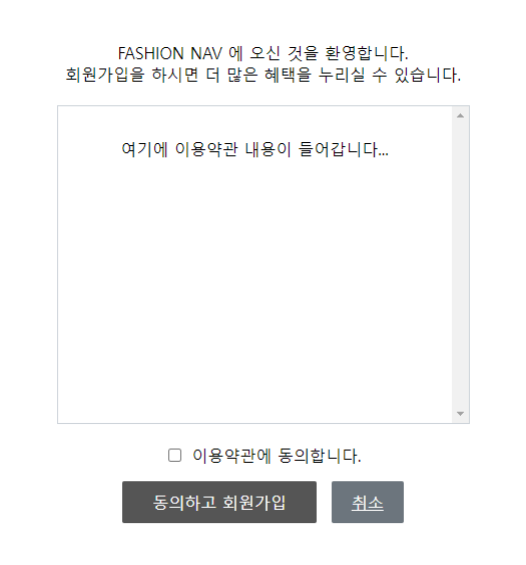 FASHION NAV 에 오신 것을 환영합니다.
회원가입을 하시면 더 많은 혜택을 누리실 수 있습니다.
여기에 이용약관 내용이 들어갑니다...
이용약관에 동의합니다.
동의하고 회원가입 취소